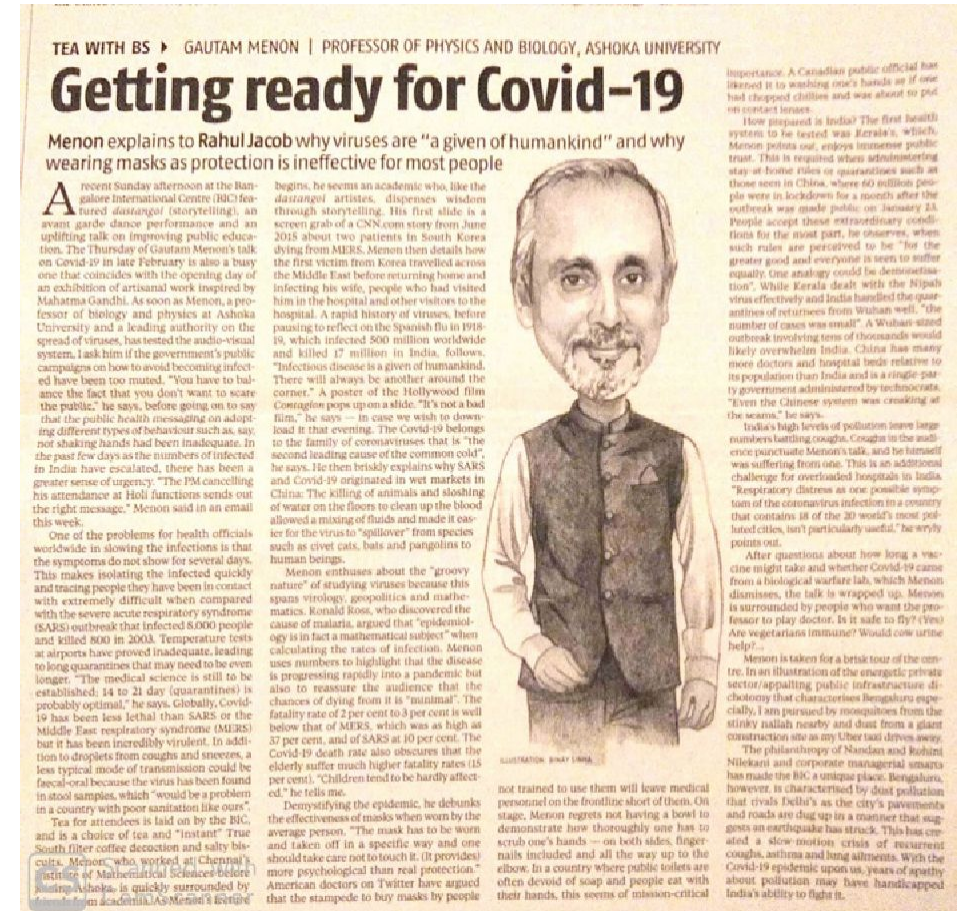 TEA WITH BS ▸ GAUTAM MENON | PROFESSOR OF PHYSICS AND BIOLOGY, ASHOKA UNIVERSITY
Getting ready for Covid-19
Menon explains to Rahul Jacob why viruses are "a given of humankind" and why
wearing masks as protection is ineffective for most people
A recent Sunday afternoon at the Ban-
galore International Centre (BIC) fea-
tured dastangoi (storytelling), an
avant garde dance performance and an
uplifting talk on improving public educa-
tion. The Thursday of Gautam Menon's talk
on Covid-19 in late February is also a busy
one that coincides with the opening day of
an exhibition of artisanal work inspired by
Mahatma Gandhi. As soon as Menon, a pro-
fessor of biology and physics at Ashoka
University and a leading authority on the
spread of viruses, has tested the audio-visual
system, I ask him if the government's public
campaigns on how to avoid becoming infect-
ed have been too muted. "You have to bal-
ance the fact that you don't want to scare
the public," he says, before going on to say
that the public health messaging on adopt-
ing different types of behaviour such as, say,
not shaking hands had been inadequate. In
the past few days as the numbers of infected
in India have escalated, there has been a
greater sense of urgency. "The PM cancelling
his attendance at Holi functions sends out
the right message," Menon said in an email
this week.
One of the problems for health officials
worldwide in slowing the infections is that
the symptoms do not show for several days.
This makes isolating the infected quickly
and tracing people they have been in contact
with extremely difficult when compared
with the severe acute respiratory syndrome
(SARS) outbreak that infected 8,000 people
and killed 800 in 2003. Temperature tests
at airports have proved inadequate, leading
to long quarantines that may need to be even
longer. "The medical science is still to be
established; 14 to 21 day (quarantines) is
probably optimal," he says. Globally, Covid-
19 has been less lethal than SARS or the
Middle East respiratory syndrome (MERS)
but it has been incredibly virulent. In addi-
tion to droplets from coughs and sneezes, a
less typical mode of transmission could be
faecal-oral because the virus has been found
in stool samples, which "would be a problem
in a country with poor sanitation like ours".
Tea for attendees is laid on by the BIC,
and is a choice of tea and "instant" True
South filter coffee decoction and salty bis-
cuits. Menon, who worked at Chennai's
Institute of Mathematical Sciences before
joining Ashoka, is quickly surrounded by
As Menon's lecture
begins, he seems an academic who, like the
dastangoi artistes, dispenses wisdom
through storytelling. His first slide is a
screen grab of a CNN.com story from June
2015 about two patients in South Korea
dying from MERS. Menon then details how
the first victim from Korea travelled across
the Middle East before returning home and
infecting his wife, people who had visited
him in the hospital and other visitors to the
hospital. A rapid history of viruses, before
pausing to reflect on the Spanish flu in 1918-
19, which infected 500 million worldwide
and killed 17 million in India, follows.
"Infectious disease is a given of humankind.
There will always be another around the
corner." A poster of the Hollywood film
Contagion pops up on a slide. "It's not a bad
film," he says — in case we wish to down-
load it that evening. The Covid-19 belongs
to the family of coronaviruses that is "the
second leading cause of the common cold",
he says. He then briskly explains why SARS
and Covid-19 originated in wet markets in
China: The killing of animals and sloshing
of water on the floors to clean up the blood
allowed a mixing of fluids and made it eas-
ier for the virus to "spillover" from species
such as civet cats, bats and pangolins to
human beings.
Menon enthuses about the "groovy
nature" of studying viruses because this
spans virology, geopolitics and mathe-
matics. Ronald Ross, who discovered the
cause of malaria, argued that "epidemiol-
ogy is in fact a mathematical subject" when
calculating the rates of infection. Menon
uses numbers to highlight that the disease
is progressing rapidly into a pandemic but
also to reassure the audience that the
chances of dying from it is "minimal". The
fatality rate of 2 per cent to 3 per cent is well
below that of MERS, which was as high as
37 per cent, and of SARS at 10 per cent. The
Covid-19 death rate also obscures that the
elderly suffer much higher fatality rates (15
per cent). "Children tend to be hardly affect-
ed," he tells me.
Demystifying the epidemic, he debunks
the effectiveness of masks when worn by the
average person. "The mask has to be worn
and taken off in a specific way and one
should take care not to touch it. (It provides)
more psychological than real protection."
American doctors on Twitter have argued
that the stampede to buy masks by people
ILLUSTRATION: BINAY SINHA
not trained to use them will leave medical
personnel on the frontline short of them. On
stage, Menon regrets not having a bowl to
demonstrate how thoroughly one has to
scrub one's hands — on both sides, finger-
nails included and all the way up to the
elbow. In a country where public toilets are
often devoid of soap and people eat with
their hands, this seems of mission-critical
importance. A Canadian public official has
likened it to washing one's hands as if one
had chopped chillies and was about to put
on contact lenses.
How prepared is India? The first health
system to be tested was Kerala's, which,
Menon points out, enjoys immense public
trust. This is required when administering
stay-at-home rules or quarantines such as
those seen in China, where 60 million peo-
ple were in lockdown for a month after the
outbreak was made public on January 23.
People accept these extraordinary condi-
tions for the most part, he observes, when
such rules are perceived to be "for the
greater good and everyone is seen to suffer
equally. One analogy could be demonetisa-
tion". While Kerala dealt with the Nipah
virus effectively and India handled the quar-
antines of returnees from Wuhan well, "the
number of cases was small". A Wuhan-sized
outbreak involving tens of thousands would
likely overwhelm India. China has many
more doctors and hospital beds relative to
its population than India and is a single-par-
ty government administered by technocrats.
"Even the Chinese system was creaking at
the seams," he says.
India's high levels of pollution leave large
numbers battling coughs. Coughs in the audi-
ence punctuate Menon's talk, and he himself
was suffering from one. This is an additional
challenge for overloaded hospitals in India.
"Respiratory distress as one possible symp-
tom of the coronavirus infection in a country
that contains 18 of the 20 world's most pol-
luted cities, isn't particularly useful," he wryly
points out.
After questions about how long a vac-
cine might take and whether Covid-19 came
from a biological warfare lab, which Menon
dismisses, the talk is wrapped up. Menon
is surrounded by people who want the pro-
fessor to play doctor. Is it safe to fly? (Yes)
Are vegetarians immune? Would cow urine
help?...
Menon is taken for a brisk tour of the cen-
tre. In an illustration of the energetic private
sector/appalling public infrastructure di-
chotomy that characterises Bengaluru espe-
cially, I am pursued by mosquitoes from the
stinky nallah nearby and dust from a giant
construction site as my Uber taxi drives away.
The philanthropy of Nandan and Rohini
Nilekani and corporate managerial smarts
has made the BIC a unique place. Bengaluru,
however, is characterised by dust pollution
that rivals Delhi's as the city's pavements
and roads are dug up in a manner that sug-
gests an earthquake has struck. This has cre-
ated a slow-motion crisis of recurrent
coughs, asthma and lung ailments. With the
Covid-19 epidemic upon us, years of apathy
about pollution may have handicapped
India's ability to fight it.